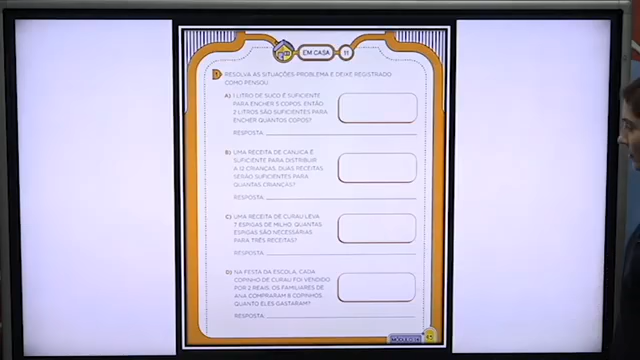 EM CASA 11
1 RESOLVA AS SITUAÇÕES-PROBLEMA E DEIXE REGISTRADO
COMO PENSOU.
A) 1 LITRO DE SUCO É SUFICIENTE
PARA ENCHER 5 COPOS. ENTÃO
2 LITROS SÃO SUFICIENTES PARA
ENCHER QUANTOS COPOS?
RESPOSTA:
B) UMA RECEITA DE CANJICA É
SUFICIENTE PARA DISTRIBUIR
A 12 CRIANÇAS. DUAS RECEITAS
SERÃO SUFICIENTES PARA
QUANTAS CRIANÇAS?
RESPOSTA:
C) UMA RECEITA DE CURAU LEVA
7 ESPIGAS DE MILHO. QUANTAS
ESPIGAS SÃO NECESSÁRIAS
PARA TRÊS RECEITAS?
RESPOSTA:
D) NA FESTA DA ESCOLA, CADA
COPINHO DE CURAU FOI VENDIDO
POR 2 REAIS. OS FAMILIARES DE
ANA COMPRARAM 8 COPINHOS.
QUANTO ELES GASTARAM?
RESPOSTA: